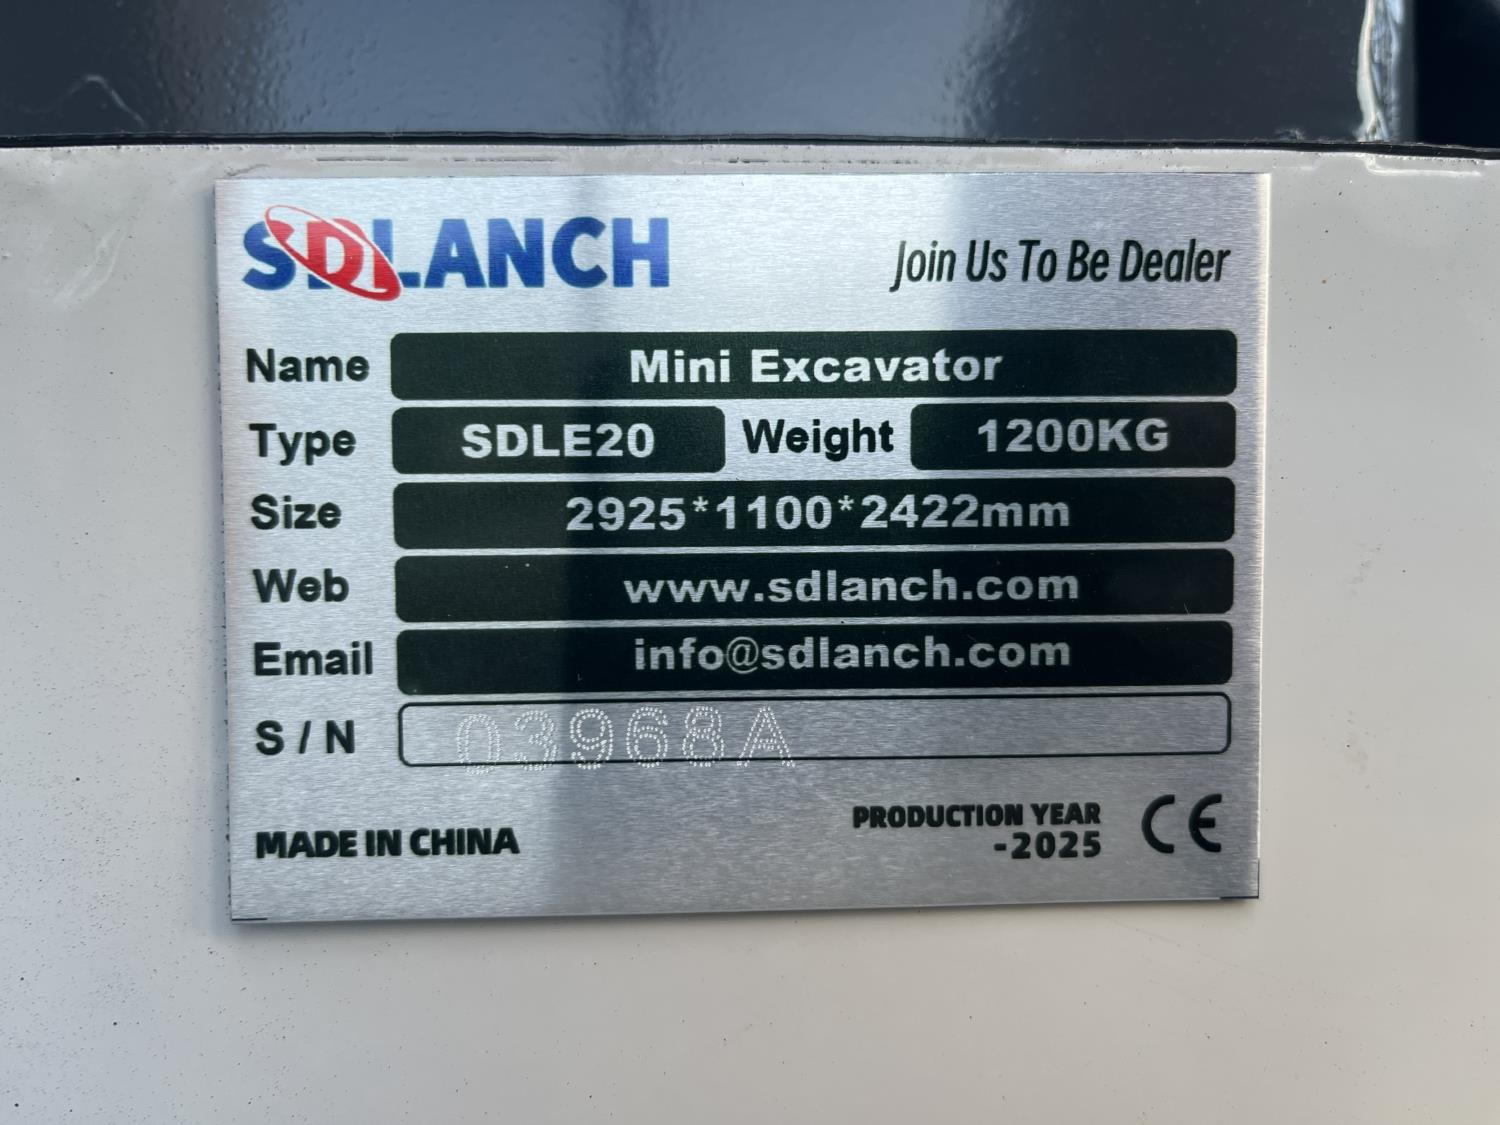 SDLANCH
Join Us To Be Dealer
Name Mini Excavator
Type SDLE20 Weight 1200KG
Size 2925*1100*2422mm
Web www.sdlanch.com
Email info@sdlanch.com
S / N 03968A
MADE IN CHINA
PRODUCTION YEAR
-2025
CE